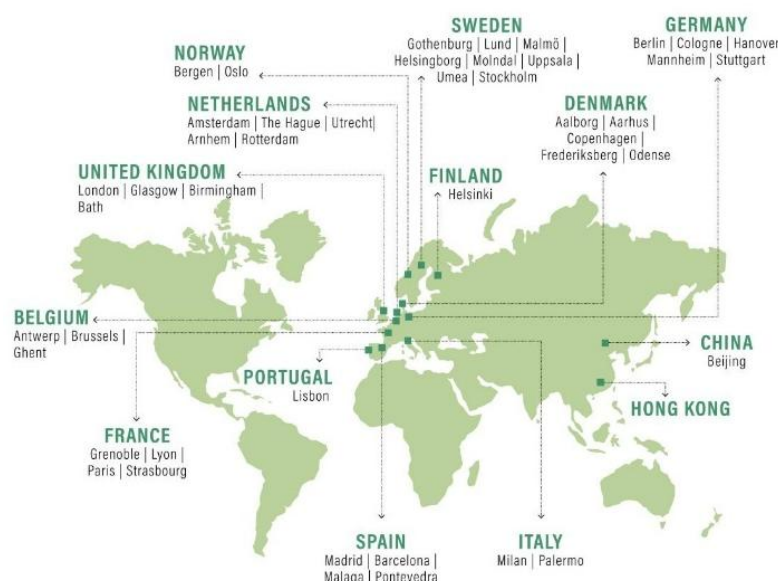 SWEDEN
Gothenburg | Lund | Malmö |
Helsingborg | Molndal | Uppsala |
Umea | Stockholm
GERMANY
Berlin | Cologne | Hanover
Mannheim | Stuttgart
NORWAY
Bergen | Oslo
NETHERLANDS
Amsterdam | The Hague | Utrecht|
Arnhem | Rotterdam
DENMARK
Aalborg | Aarhus |
Copenhagen |
Frederiksberg | Odense
UNITED KINGDOM
London | Glasgow | Birmingham |
Bath
FINLAND
Helsinki
BELGIUM
Antwerp | Brussels |
Ghent
CHINA
Beijing
PORTUGAL
Lisbon
HONG KONG
FRANCE
Grenoble | Lyon |
Paris | Strasbourg
SPAIN
Madrid | Barcelona |
Malaga | Pontevedra
ITALY
Milan | Palermo